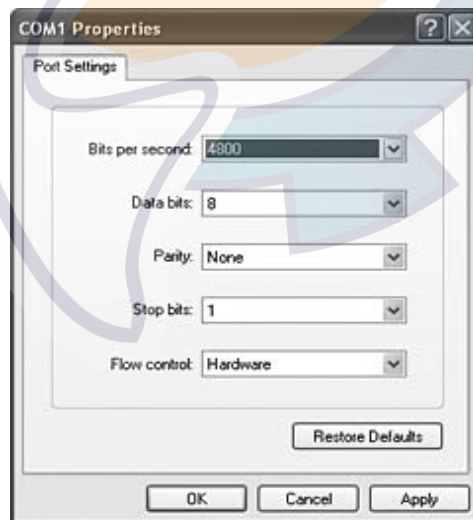 COM1 Properties
Port Settings
Bits per second: 4800
Data bits: 8
Parity: None
Stop bits: 1
Flow control: Hardware
Restore Defaults
OK Cancel Apply